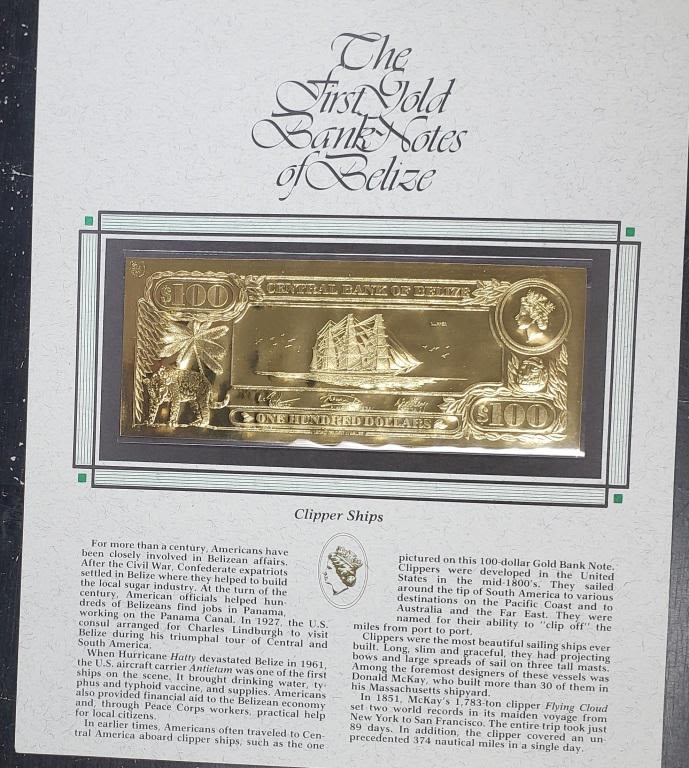 The
First Gold
Bank Notes
of Belize
$100
CENTRAL BANK OF BELIZE
ONE HUNDRED DOLLARS
$100
Clipper Ships
For more than a century, Americans have
been closely involved in Belizean affairs.
After the Civil War, Confederate expatriots
settled in Belize where they helped to build
the local sugar industry. At the turn of the
century, American officials helped hun-
dreds of Belizeans find jobs in Panama,
working on the Panama Canal. In 1927, the U.S.
consul arranged for Charles Lindburgh to visit
Belize during his triumphal tour of Central and
South America.
When Hurricane Hatty devastated Belize in 1961,
the U.S. aircraft carrier Antietam was one of the first
ships on the scene. It brought drinking water, ty-
phus and typhoid vaccine, and supplies. Americans
also provided financial aid to the Belizean economy
and, through Peace Corps workers, practical help
for local citizens.
In earlier times, Americans often traveled to Cen-
tral America aboard clipper ships, such as the one
pictured on this 100-dollar Gold Bank Note.
Clippers were developed in the United
States in the mid-1800's. They sailed
around the tip of South America to various
destinations on the Pacific Coast and to
Australia and the Far East. They were
named for their ability to "clip off" the
miles from port to port.
Clippers were the most beautiful sailing ships ever
built. Long, slim and graceful, they had projecting
bows and large spreads of sail on three tall masts.
Among the foremost designers of these vessels was
Donald McKay, who built more than 30 of them in
his Massachusetts shipyard.
In 1851, McKay's 1,783-ton clipper Flying Cloud
set two world records in its maiden voyage from
New York to San Francisco. The entire trip took just
89 days. In addition, the clipper covered an un-
precedented 374 nautical miles in a single day.